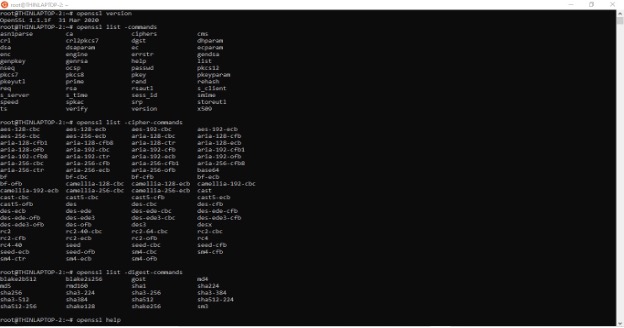 root@THINLAPTOP-2:~# openssl version
OpenSSL 1.1.1f  31 Mar 2020
root@THINLAPTOP-2:~# openssl list -commands
asn1parse ca ciphers cms
crl crl2pkcs7 dgst dhparam
dsa dsaparam ec ecparam
enc engine errstr gendsa
genpkey genrsa help list
nseq ocsp passwd pkcs12
pkcs7 pkcs8 pkey pkeyparam
pkeyutl prime rand rehash
req rsa rsautl s_client
s_server s_time sess_id smime
speed spkac srp storeutl
ts verify version x509
root@THINLAPTOP-2:~# openssl list -cipher-commands
aes-128-cbc aes-128-ecb aes-192-cbc aes-192-ecb
aes-256-cbc aes-256-ecb aria-128-cbc aria-128-cfb
aria-128-cfb1 aria-128-cfb8 aria-128-ctr aria-128-ecb
aria-128-ofb aria-192-cbc aria-192-cfb aria-192-cfb1
aria-192-cfb8 aria-192-ctr aria-192-ecb aria-192-ofb
aria-256-cbc aria-256-cfb aria-256-cfb1 aria-256-cfb8
aria-256-ctr aria-256-ecb aria-256-ofb base64
bf bf-cbc bf-cfb bf-ecb
bf-ofb camellia-128-cbc camellia-128-ecb camellia-192-cbc
camellia-192-ecb camellia-256-cbc camellia-256-ecb cast
cast-cbc cast5-cbc cast5-cfb cast5-ecb
cast5-ofb des des-cbc des-cfb
des-ecb des-ede des-ede-cbc des-ede-cfb
des-ede-ofb des-ede3 des-ede3-cbc des-ede3-cfb
des-ede3-ofb des-ofb des3 desx
rc2 rc2-40-cbc rc2-64-cbc rc2-cbc
rc2-cfb rc2-ecb rc2-ofb rc4
rc4-40 seed seed-cbc seed-cfb
seed-ecb seed-ofb sm4-cbc sm4-cfb
sm4-ctr sm4-ecb sm4-ofb
root@THINLAPTOP-2:~# openssl list -digest-commands
blake2b512 blake2s256 gost md4
md5 rmd160 sha1 sha224
sha256 sha3-224 sha3-256 sha3-384
sha3-512 sha384 sha512 sha512-224
sha512-256 shake128 shake256 sm3
root@THINLAPTOP-2:~# openssl help